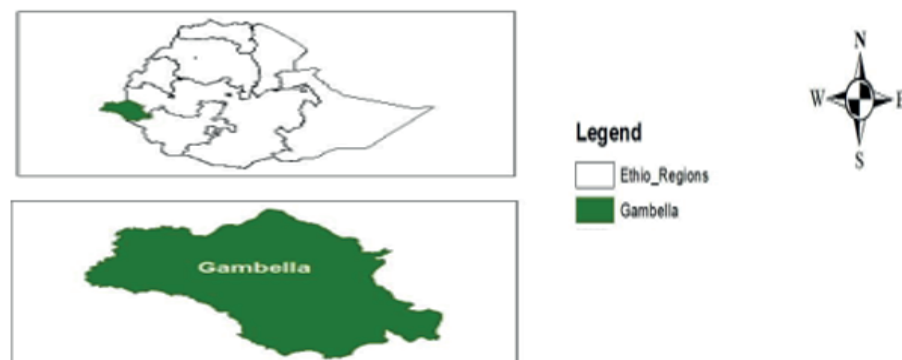 N
W
E
S
Legend
Ethio_Regions
Gambella
Gambella